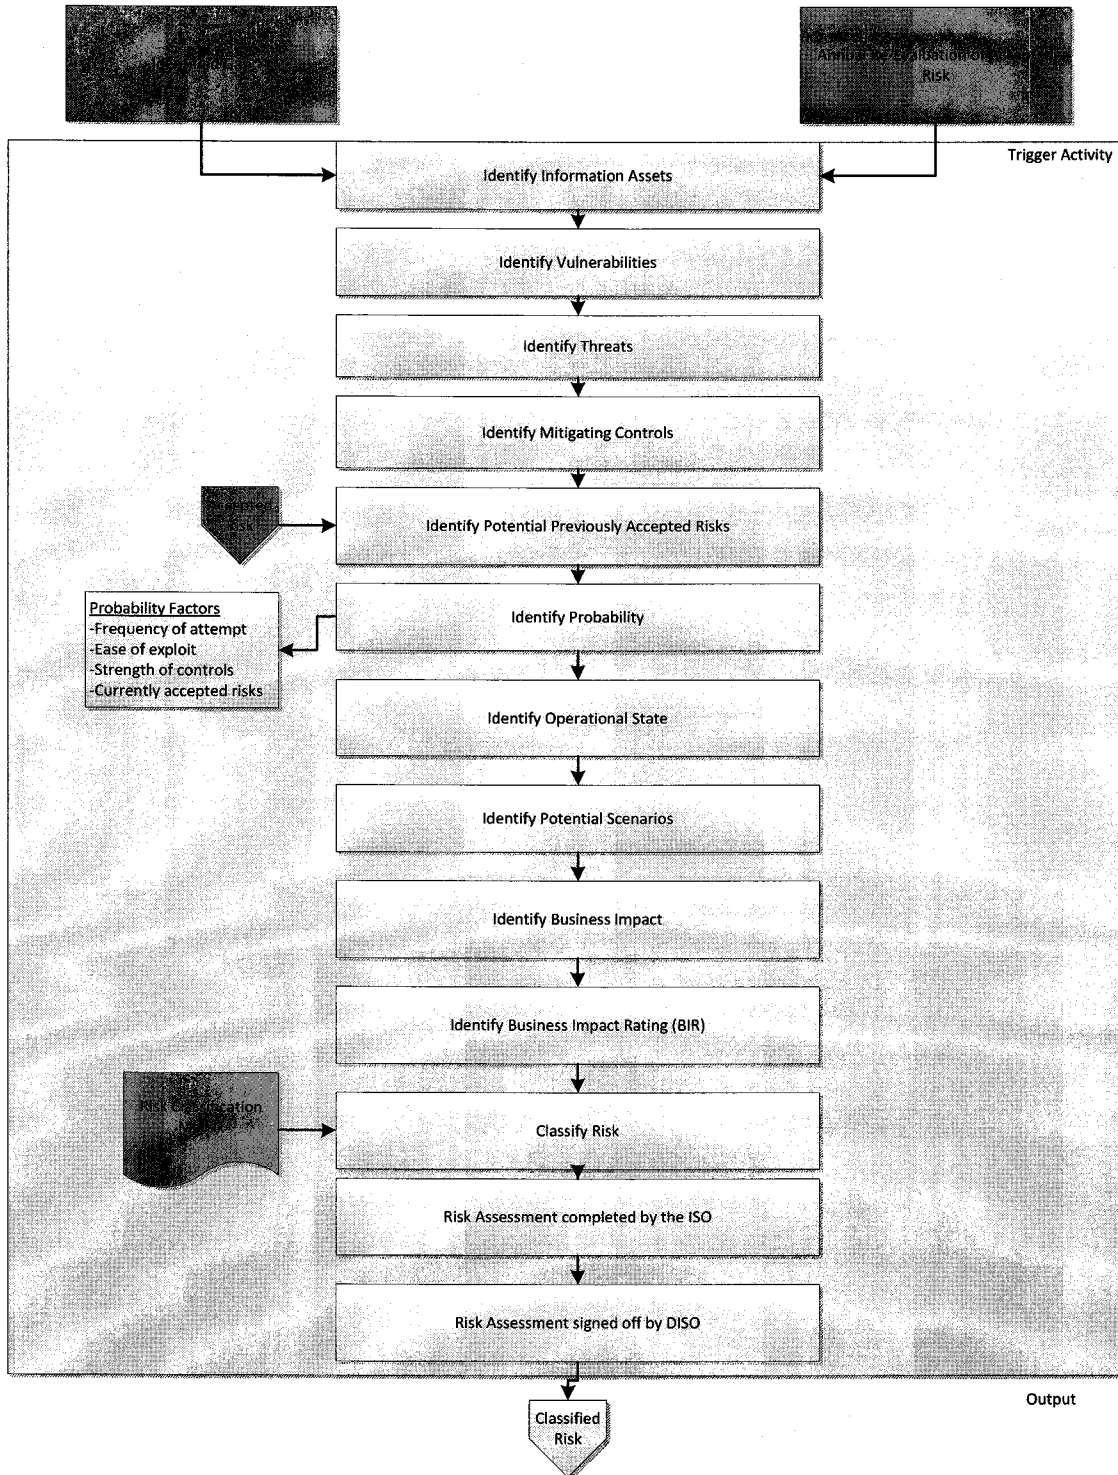 Annual Re-Evaluation of
Risk
Trigger Activity
Identify Information Assets
Identify Vulnerabilities
Identify Threats
Identify Mitigating Controls
Accepted
Risk
Identify Potential Previously Accepted Risks
Identify Probability
Probability Factors
-Frequency of attempt
-Ease of exploit
-Strength of controls
-Currently accepted risks
Identify Operational State
Identify Potential Scenarios
Identify Business Impact
Identify Business Impact Rating (BIR)
Risk Classification
Classify Risk
Risk Assessment completed by the ISO
Risk Assessment signed off by DISO
Output
Classified
Risk